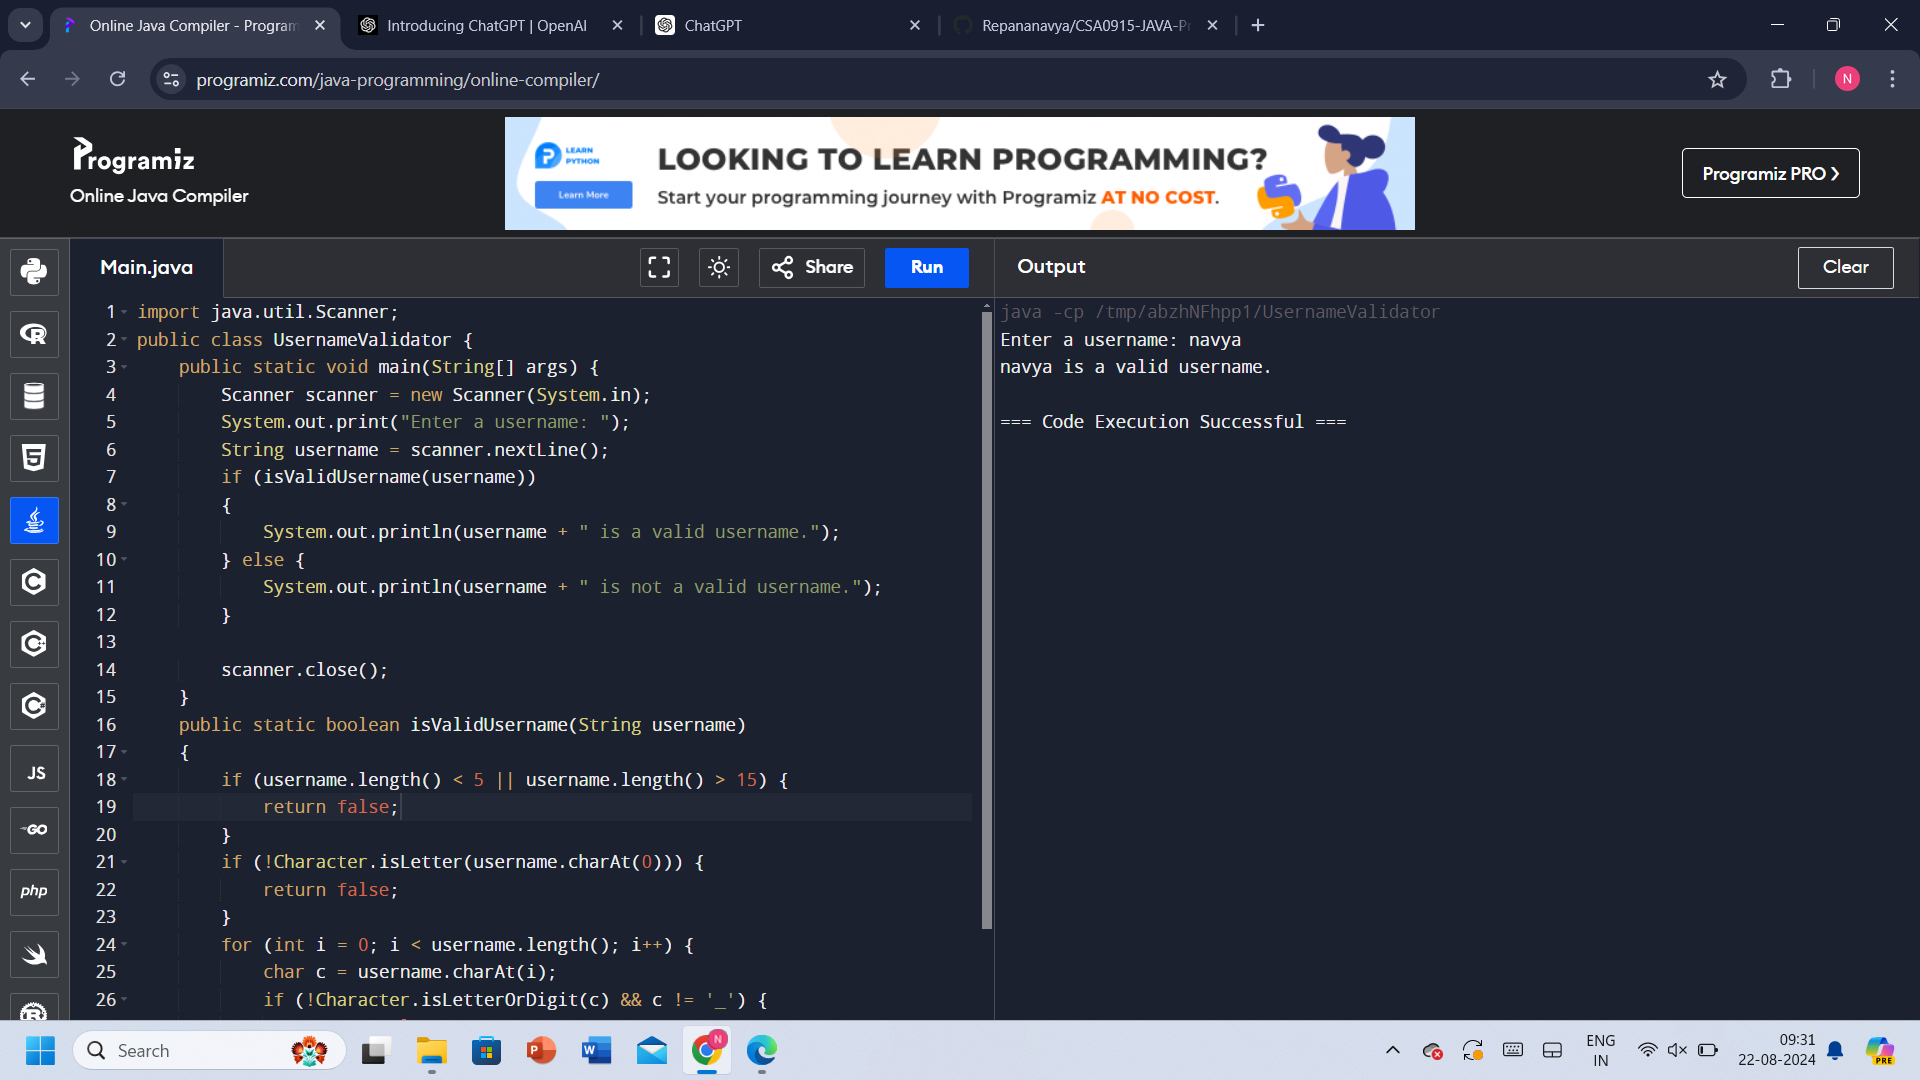 Online Java Compiler - Program
Introducing ChatGPT | OpenAI
ChatGPT
Repananavya/CSA0915-JAVA-Pr
programiz.com/java-programming/online-compiler/
N
Programiz
Online Java Compiler
LEARN
PYTHON
Learn More
LOOKING TO LEARN PROGRAMMING?
Start your programming journey with Programiz AT NO COST.
Programiz PRO
Main.java
Share
Run
Output
Clear
1 import java.util.Scanner;
2 public class UsernameValidator {
3 public static void main(String[] args) {
4 Scanner scanner = new Scanner(System.in);
5 System.out.print("Enter a username: ");
6 String username = scanner.nextLine();
7 if (isValidUsername(username))
8 {
9 System.out.println(username + " is a valid username.");
10 } else {
11 System.out.println(username + " is not a valid username.");
12 }
13
14 scanner.close();
15 }
16 public static boolean isValidUsername(String username)
17 {
18 if (username.length() < 5 || username.length() > 15) {
19 return false;
20 }
21 if (!Character.isLetter(username.charAt(0))) {
22 return false;
23 }
24 for (int i = 0; i < username.length(); i++) {
25 char c = username.charAt(i);
26 if (!Character.isLetterOrDigit(c) && c != '_') {
java -cp /tmp/abzhNFhpp1/UsernameValidator
Enter a username: navya
navya is a valid username.
=== Code Execution Successful ===
JS
GO
php
Search
N
ENG
IN
09:31
22-08-2024
PRE